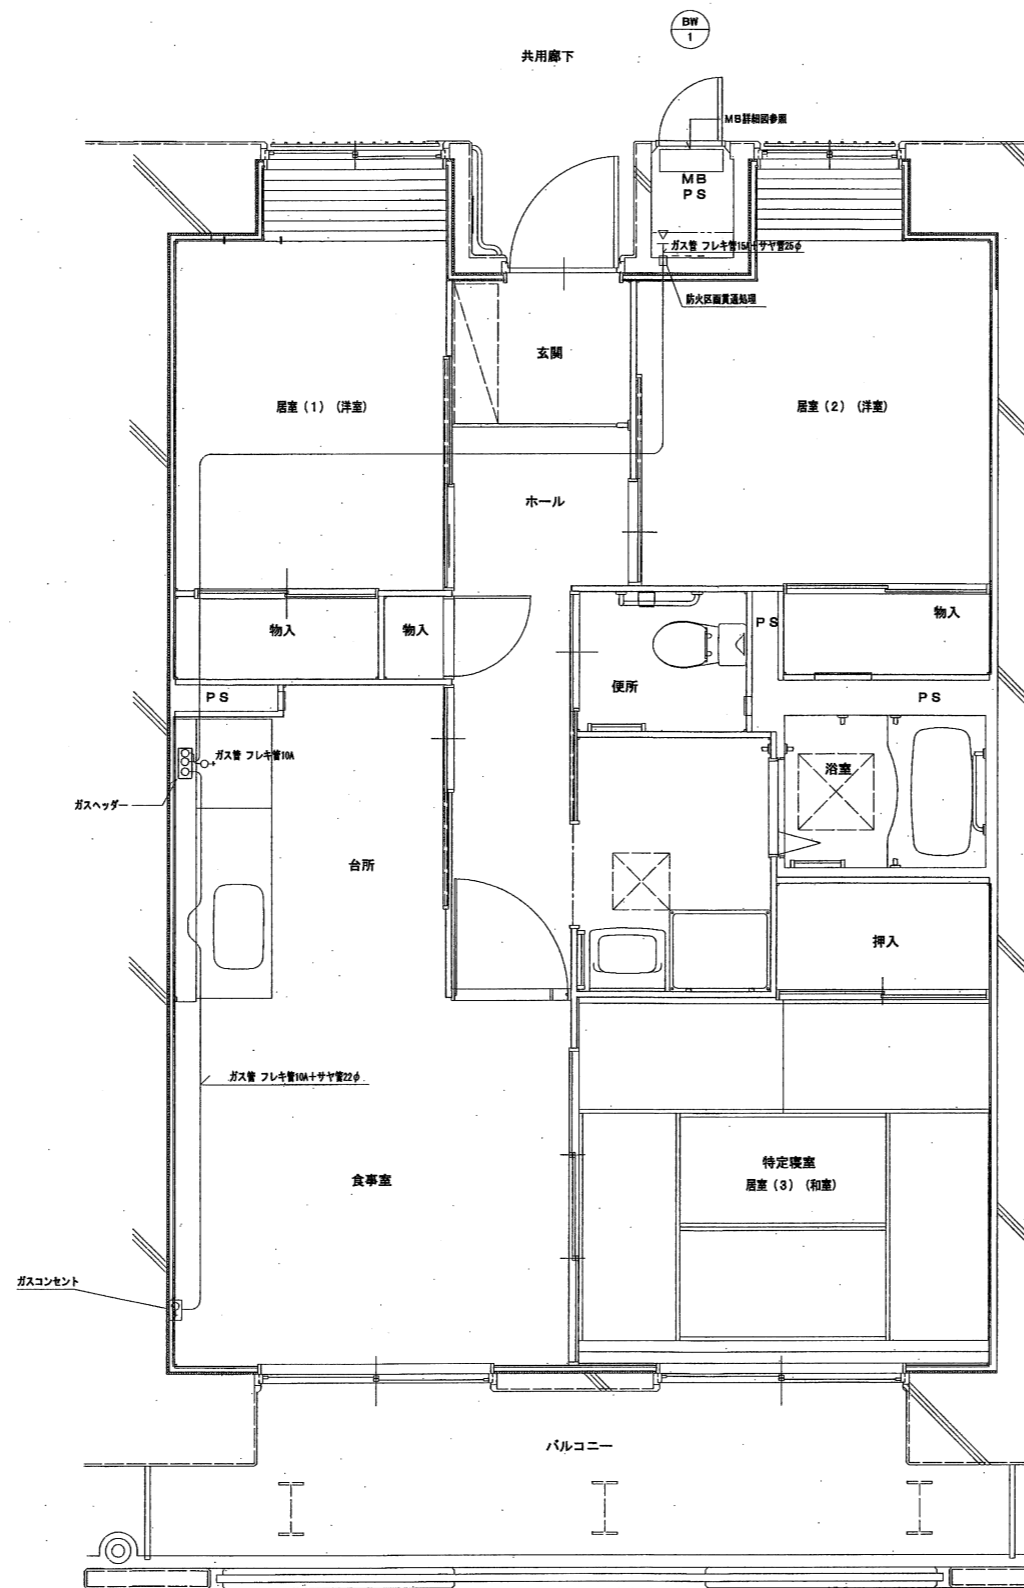 BW
1
共用廊下
MB詳細図参照
MB
PS
ガス管 フレキ管15A+サヤ管25φ
防火区画貫通処理
玄関
居室(1) (洋室)
居室(2) (洋室)
ホール
物入
物入
PS
物入
便所
PS
PS
ガス管 フレキ管10A
浴室
ガスヘッダー
台所
押入
ガス管 フレキ管10A+サヤ管22φ
特定寝室
食事室
居室(3) (和室)
ガスコンセント
バルコニー